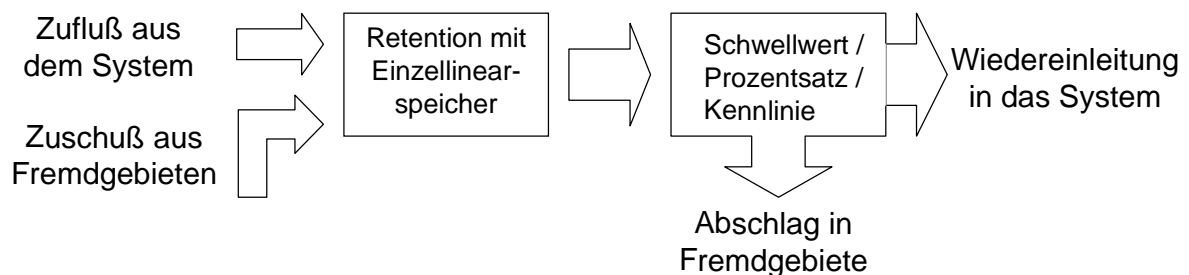 Zufluß aus
dem System
Zuschuß aus
Fremdgebieten
Retention mit
Einzellinear-
speicher
Schwellwert /
Prozentsatz /
Kennlinie
Wiedereinleitung
in das System
Abschlag in
Fremdgebiete